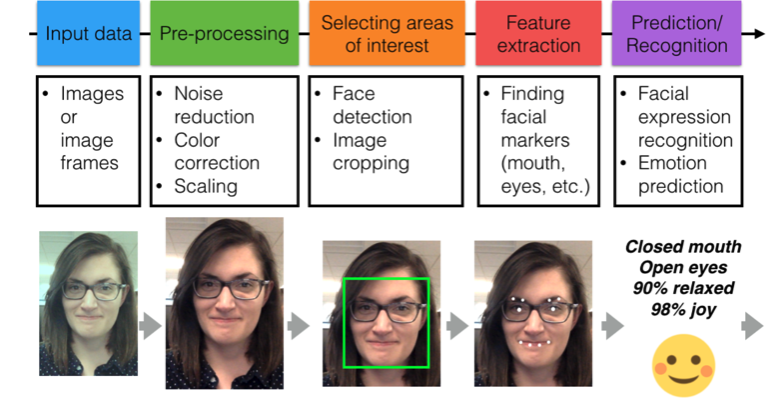 Input data
Pre-processing
Selecting areas
of interest
Feature
extraction
Prediction/
Recognition
• Images
or
image
frames
• Noise
reduction
• Color
correction
• Scaling
• Face
detection
• Image
cropping
• Finding
facial
markers
(mouth,
eyes, etc.)
• Facial
expression
recognition
• Emotion
prediction
Closed mouth
Open eyes
90% relaxed
98% joy